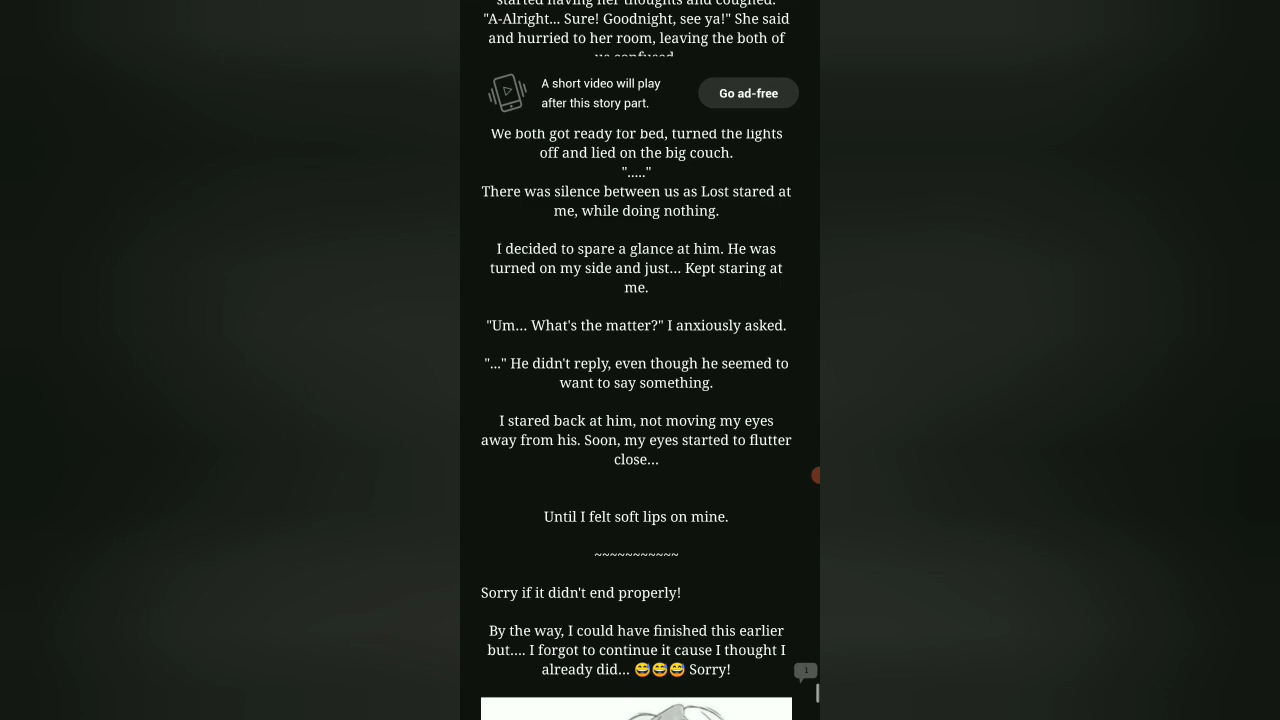 started having her thoughts and coughed.
"A-Alright... Sure! Goodnight, see ya!" She said
and hurried to her room, leaving the both of
us confused.
A short video will play
after this story part.
Go ad-free
We both got ready for bed, turned the lights
off and lied on the big couch.
"....."
There was silence between us as Lost stared at
me, while doing nothing.
I decided to spare a glance at him. He was
turned on my side and just... Kept staring at
me.
"Um... What's the matter?" I anxiously asked.
"..." He didn't reply, even though he seemed to
want to say something.
I stared back at him, not moving my eyes
away from his. Soon, my eyes started to flutter
close...
Until I felt soft lips on mine.
~~~~~~~~~~~
Sorry if it didn't end properly!
By the way, I could have finished this earlier
but.... I forgot to continue it cause I thought I
already did... 😅😅😅 Sorry!
1